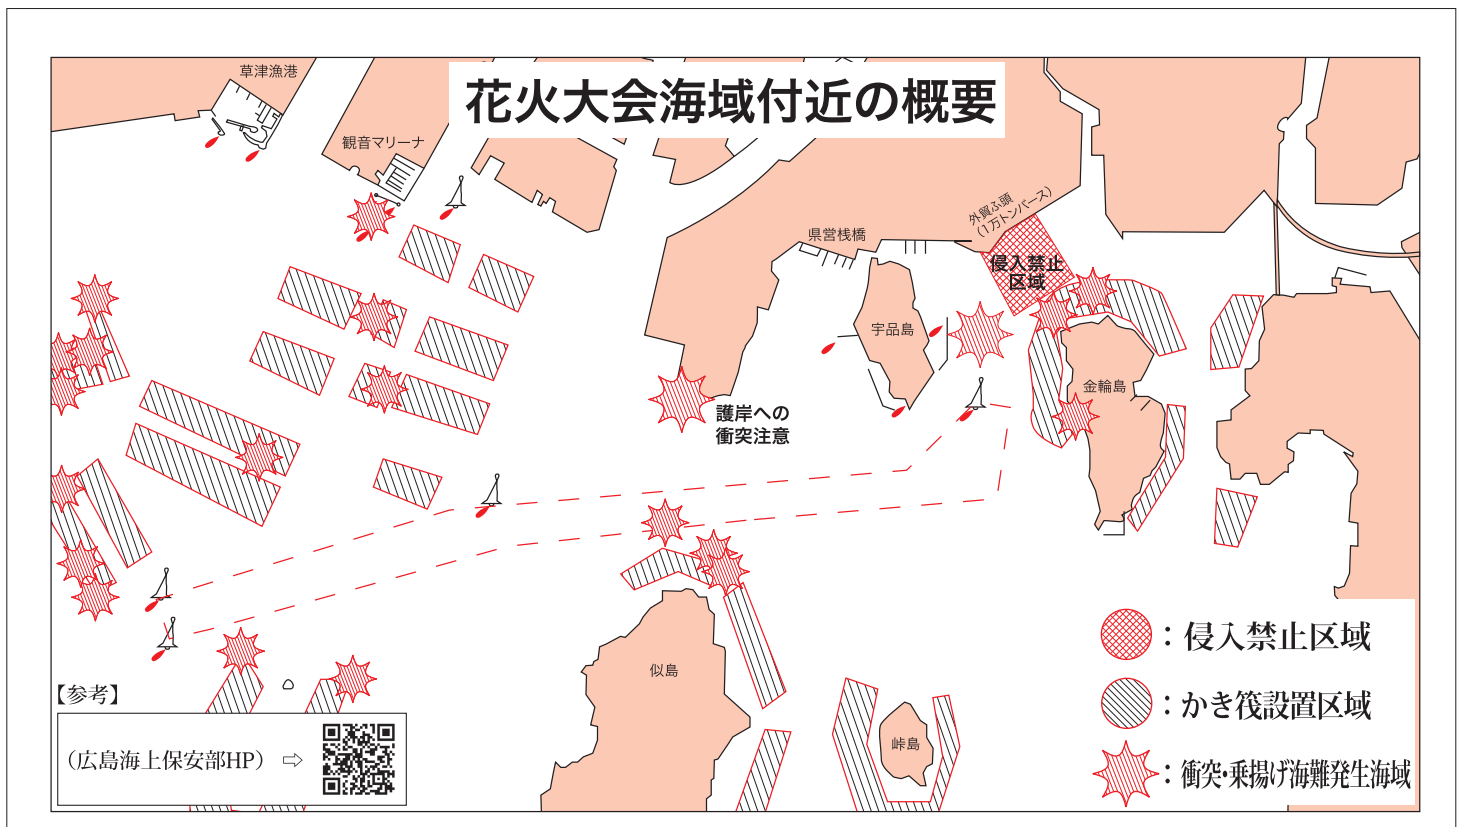 花火大会海域付近の概要
草津漁港
観音マリーナ
外貿ふ頭
(1万トンバース)
県営桟橋
侵入禁止
区域
宇品島
金輪島
護岸への
衝突注意
似島
峠島
：侵入禁止区域
：かき筏設置区域
：衝突・乗揚げ海難発生海域
【参考】
（広島海上保安部HP）⇨